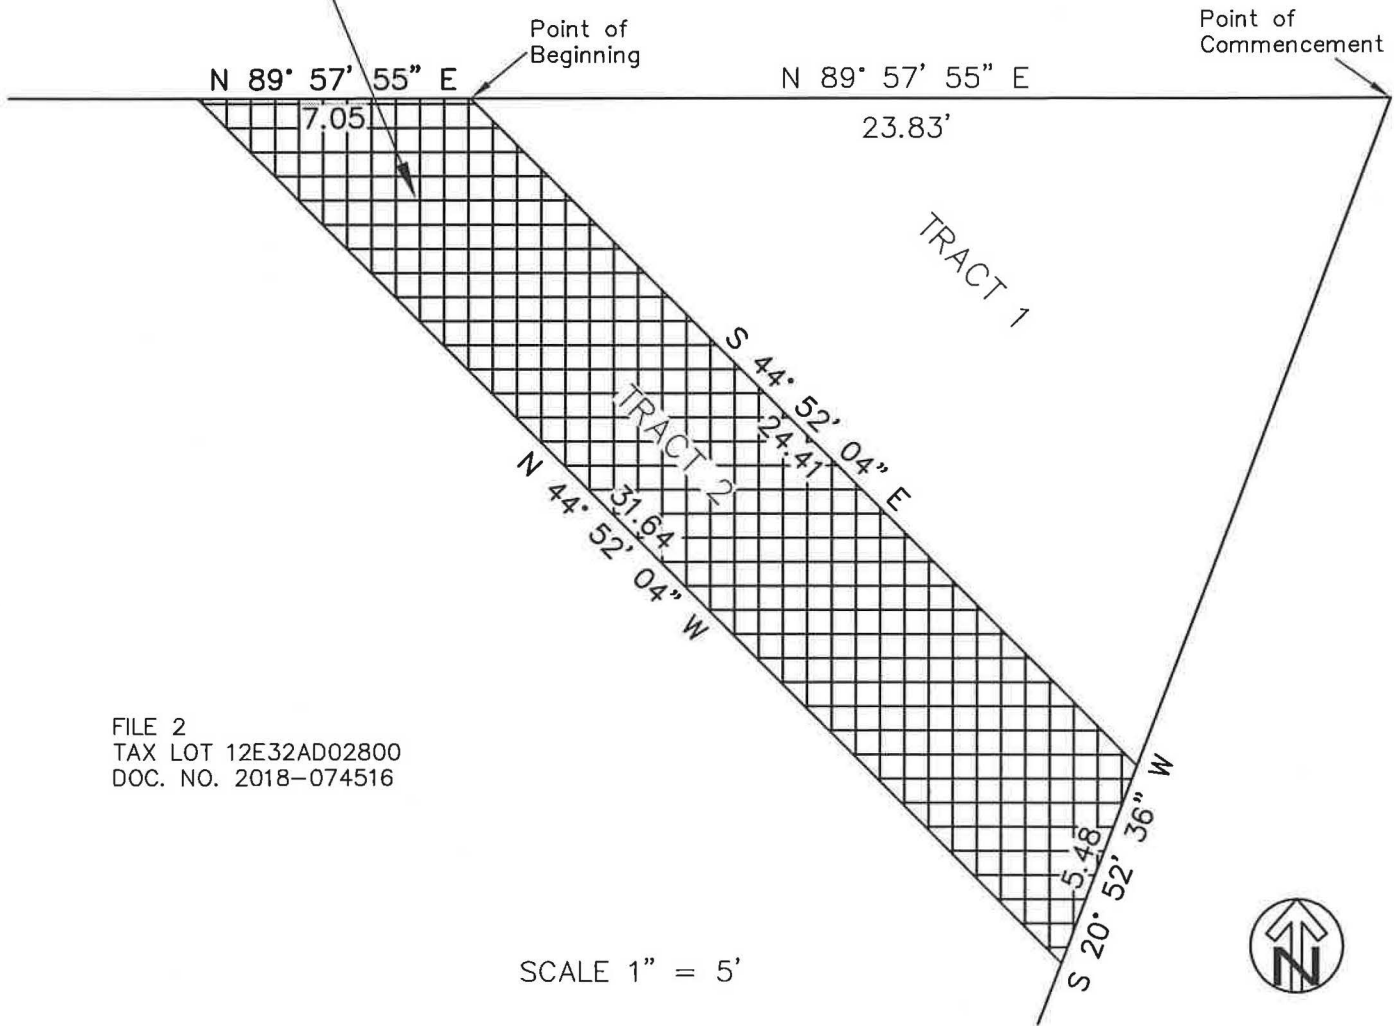 Point of
Beginning
Point of
Commencement
N 89° 57' 55" E
N 89° 57' 55" E
7.05
23.83'
TRACT 1
S 44° 52' 04" E
24.41
TRACT 2
31.64
N 44° 52' 04" W
FILE 2
TAX LOT 12E32AD02800
DOC. NO. 2018-074516
5.48
S 20° 52' 36" W
SCALE 1" = 5'
N